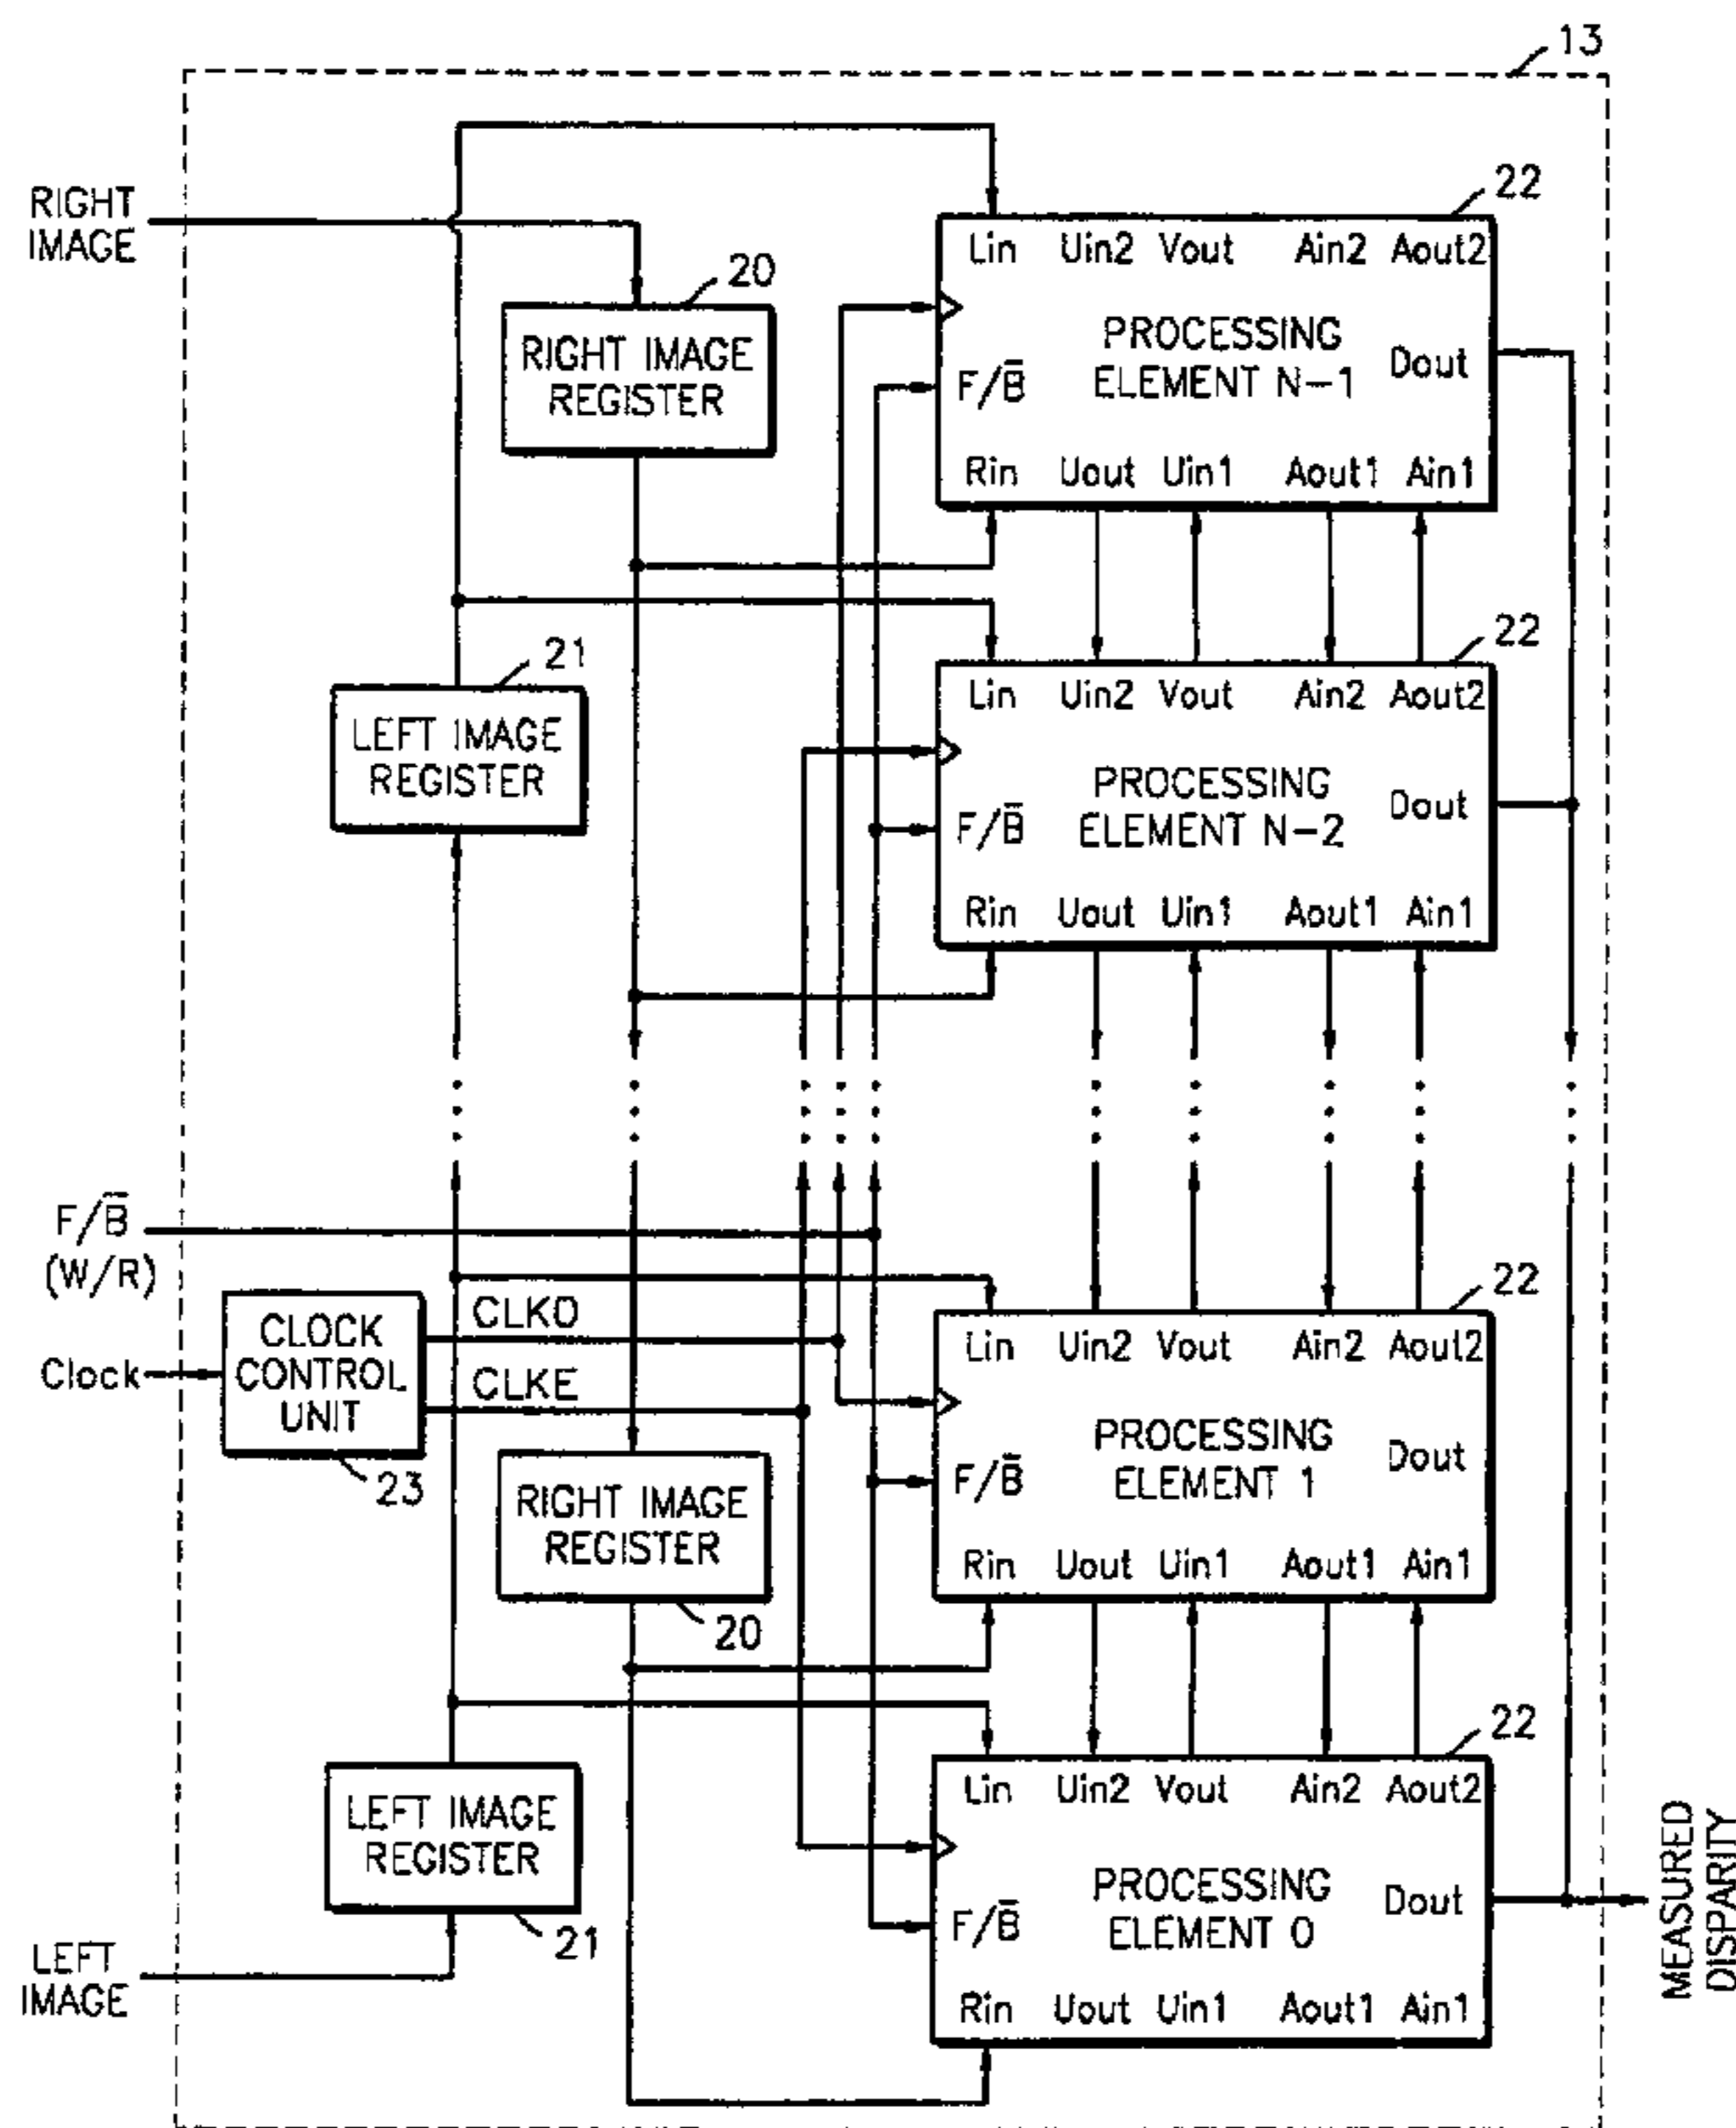 13
RIGHT
IMAGE
20
RIGHT IMAGE
REGISTER
22
Lin Uin2 Vout Ain2 Aout2
PROCESSING
ELEMENT N-1
Dout
F/B̅
Rin Uout Uin1 Aout1 Ain1
21
LEFT IMAGE
REGISTER
22
Lin Uin2 Vout Ain2 Aout2
PROCESSING
ELEMENT N-2
Dout
F/B̅
Rin Uout Uin1 Aout1 Ain1
F/B̅
(W/R)
Clock
CLOCK
CONTROL
UNIT
23
CLKO
CLKE
RIGHT IMAGE
REGISTER
20
22
Lin Uin2 Vout Ain2 Aout2
PROCESSING
ELEMENT 1
Dout
F/B̅
Rin Uout Uin1 Aout1 Ain1
LEFT IMAGE
REGISTER
21
LEFT
IMAGE
22
Lin Uin2 Vout Ain2 Aout2
PROCESSING
ELEMENT 0
Dout
F/B̅
Rin Uout Uin1 Aout1 Ain1
MEASURED
DISPARITY